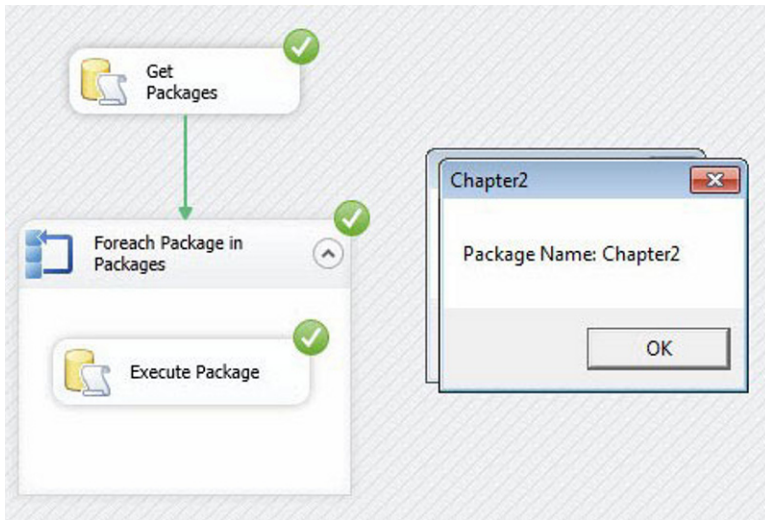 Get
Packages
Foreach Package in
Packages
Execute Package
Chapter2
Package Name: Chapter2
OK